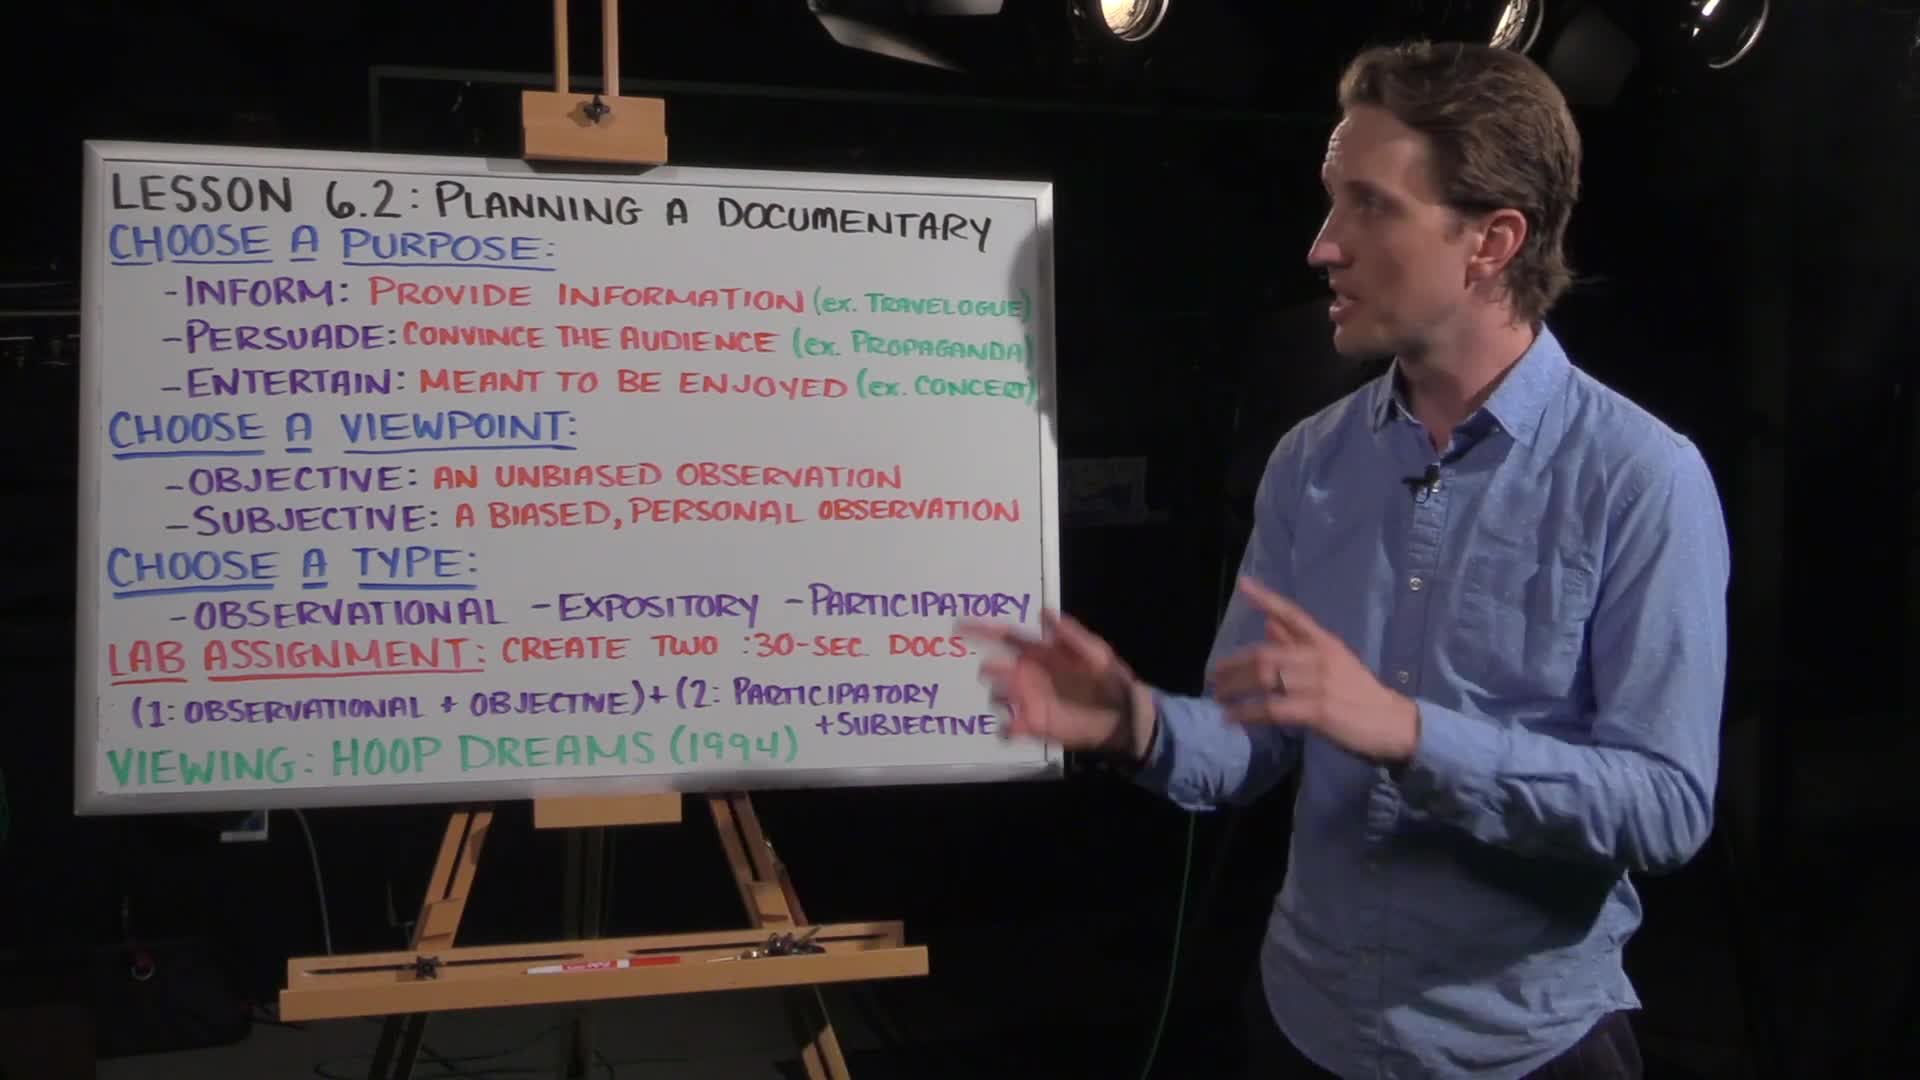 LESSON 6.2: PLANNING A DOCUMENTARY
CHOOSE A PURPOSE:
- INFORM: PROVIDE INFORMATION (ex. TRAVELOGUE)
- PERSUADE: CONVINCE THE AUDIENCE (ex. PROPAGANDA)
- ENTERTAIN: MEANT TO BE ENJOYED (ex. CONCERT)
CHOOSE A VIEWPOINT:
- OBJECTIVE: AN UNBIASED OBSERVATION
- SUBJECTIVE: A BIASED, PERSONAL OBSERVATION
CHOOSE A TYPE:
- OBSERVATIONAL - EXPOSITORY - PARTICIPATORY
LAB ASSIGNMENT: CREATE TWO :30-SEC. DOCS.
(1: OBSERVATIONAL + OBJECTIVE) + (2: PARTICIPATORY
+ SUBJECTIVE)
VIEWING: HOOP DREAMS (1994)